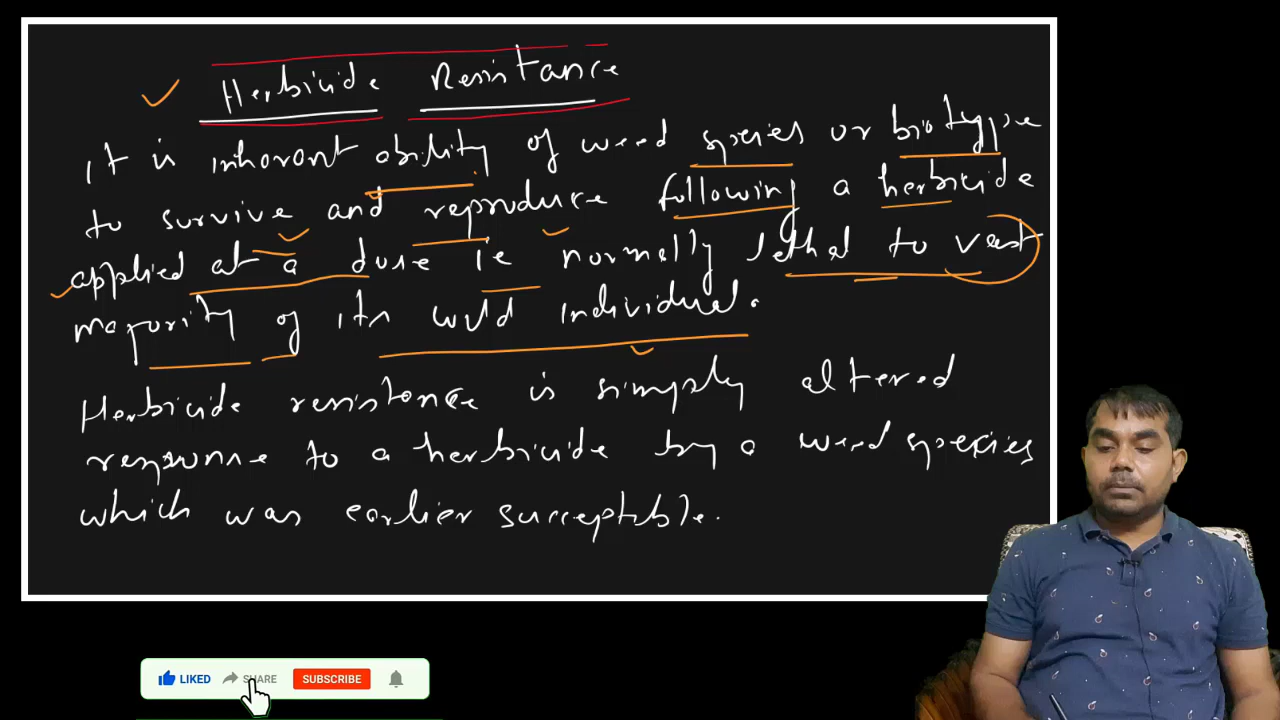 Herbicide Resistance
It is inherent ability of weed species or biotype
to survive and reproduce following a herbicide
applied at a dose ie normally lethal to vast
majority of its wild individual.
Herbicide resistance is simply altered
response to a herbicide by a weed species
which was earlier succeptible.
LIKED SHARE SUBSCRIBE